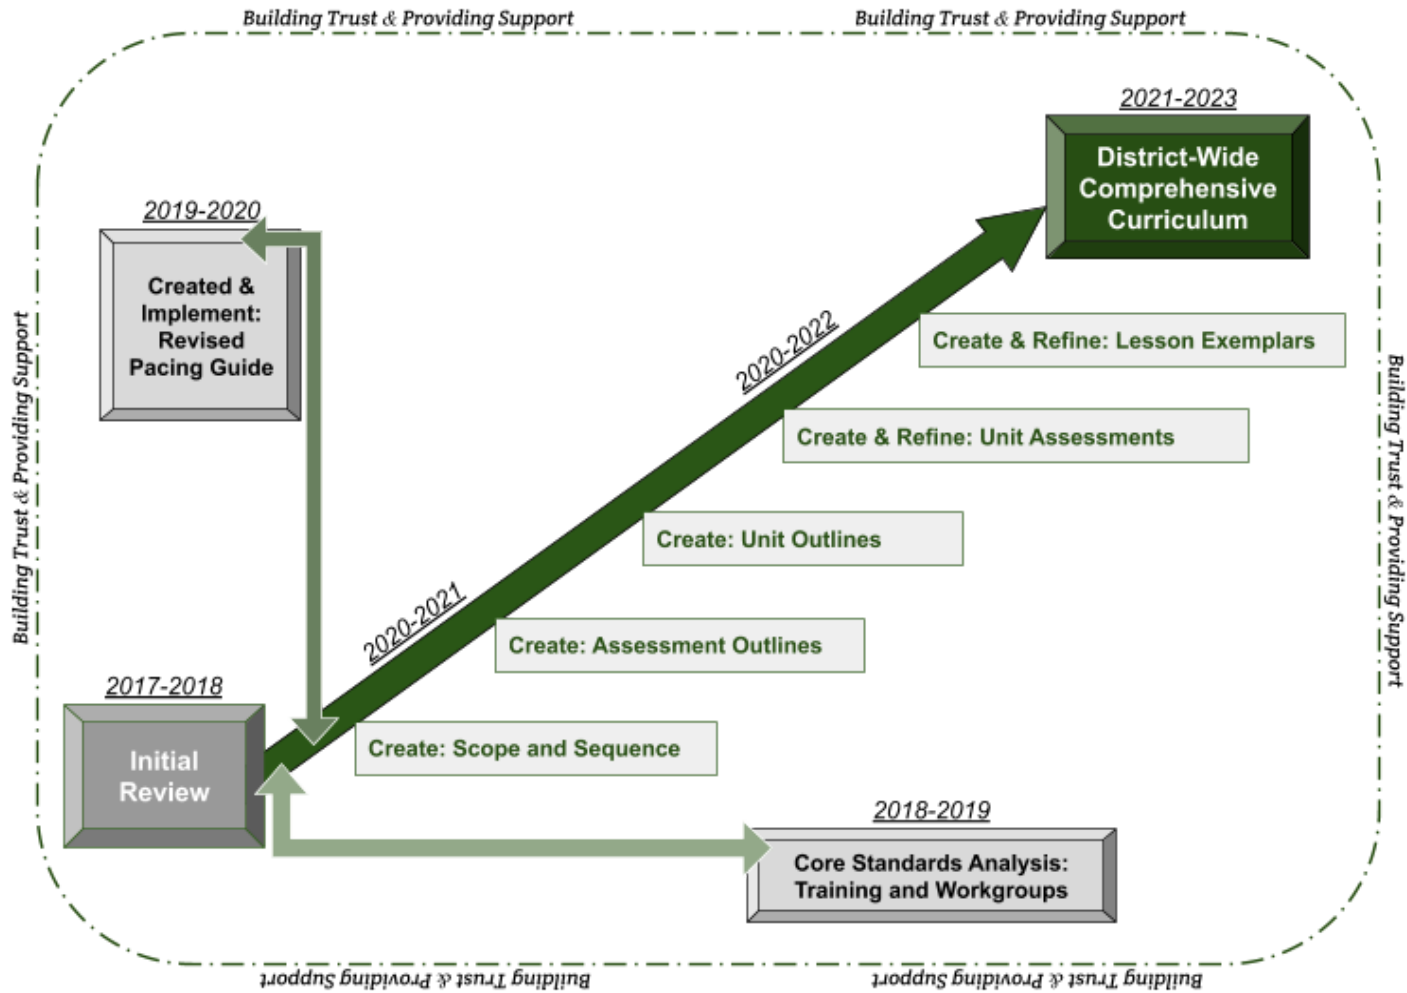 Building Trust & Providing Support
Building Trust & Providing Support
2021-2023
District-Wide
Comprehensive
Curriculum
2019-2020
Created &
Implement:
Revised
Pacing Guide
Building Trust & Providing Support
Building Trust & Providing Support
2020-2022
Create & Refine: Lesson Exemplars
Create & Refine: Unit Assessments
Create: Unit Outlines
2020-2021
Create: Assessment Outlines
2017-2018
Initial
Review
Create: Scope and Sequence
2018-2019
Core Standards Analysis:
Training and Workgroups
Building Trust & Providing Support
Building Trust & Providing Support